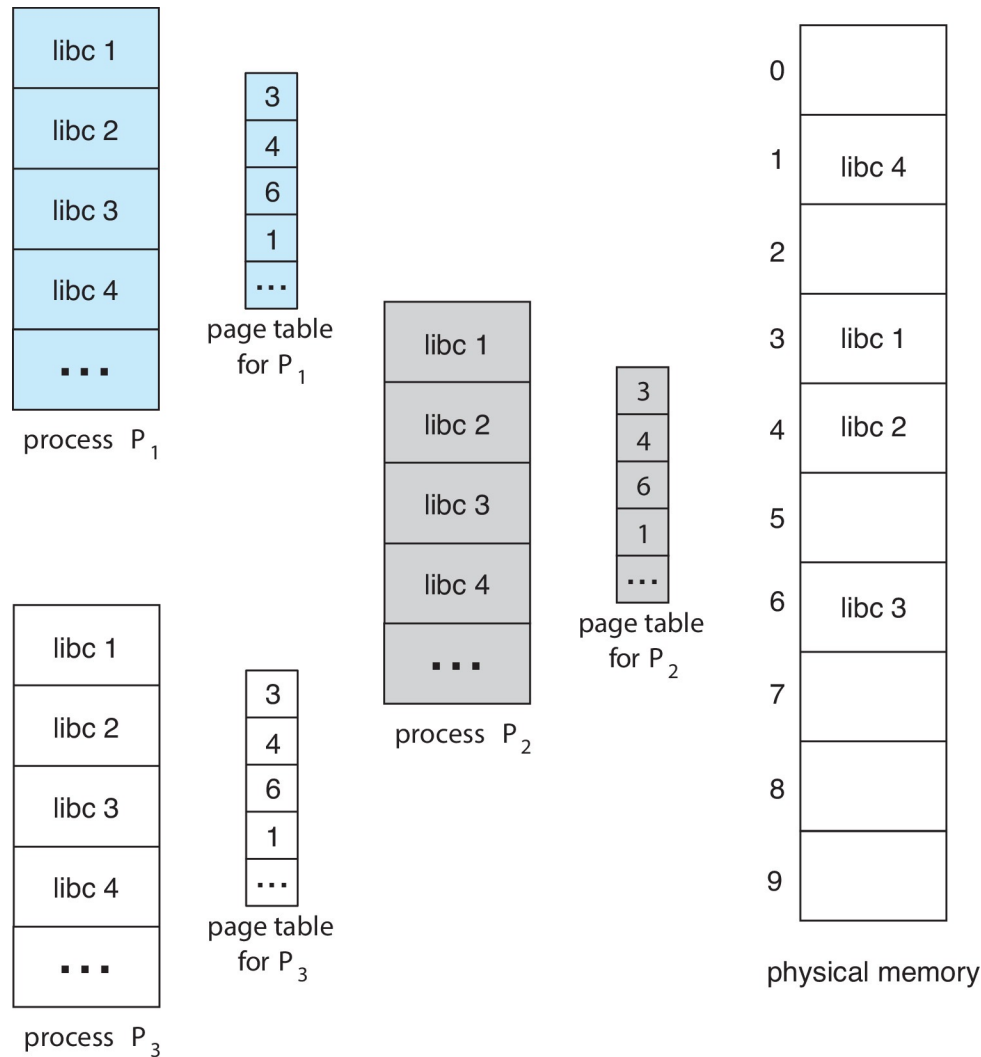 libc 1
libc 2
libc 3
libc 4
...
process P1
3
4
6
1
...
page table
for P1
libc 1
libc 2
libc 3
libc 4
...
process P2
3
4
6
1
...
page table
for P2
libc 1
libc 2
libc 3
libc 4
...
process P3
3
4
6
1
...
page table
for P3
0
1 libc 4
2
3 libc 1
4 libc 2
5
6 libc 3
7
8
9
physical memory